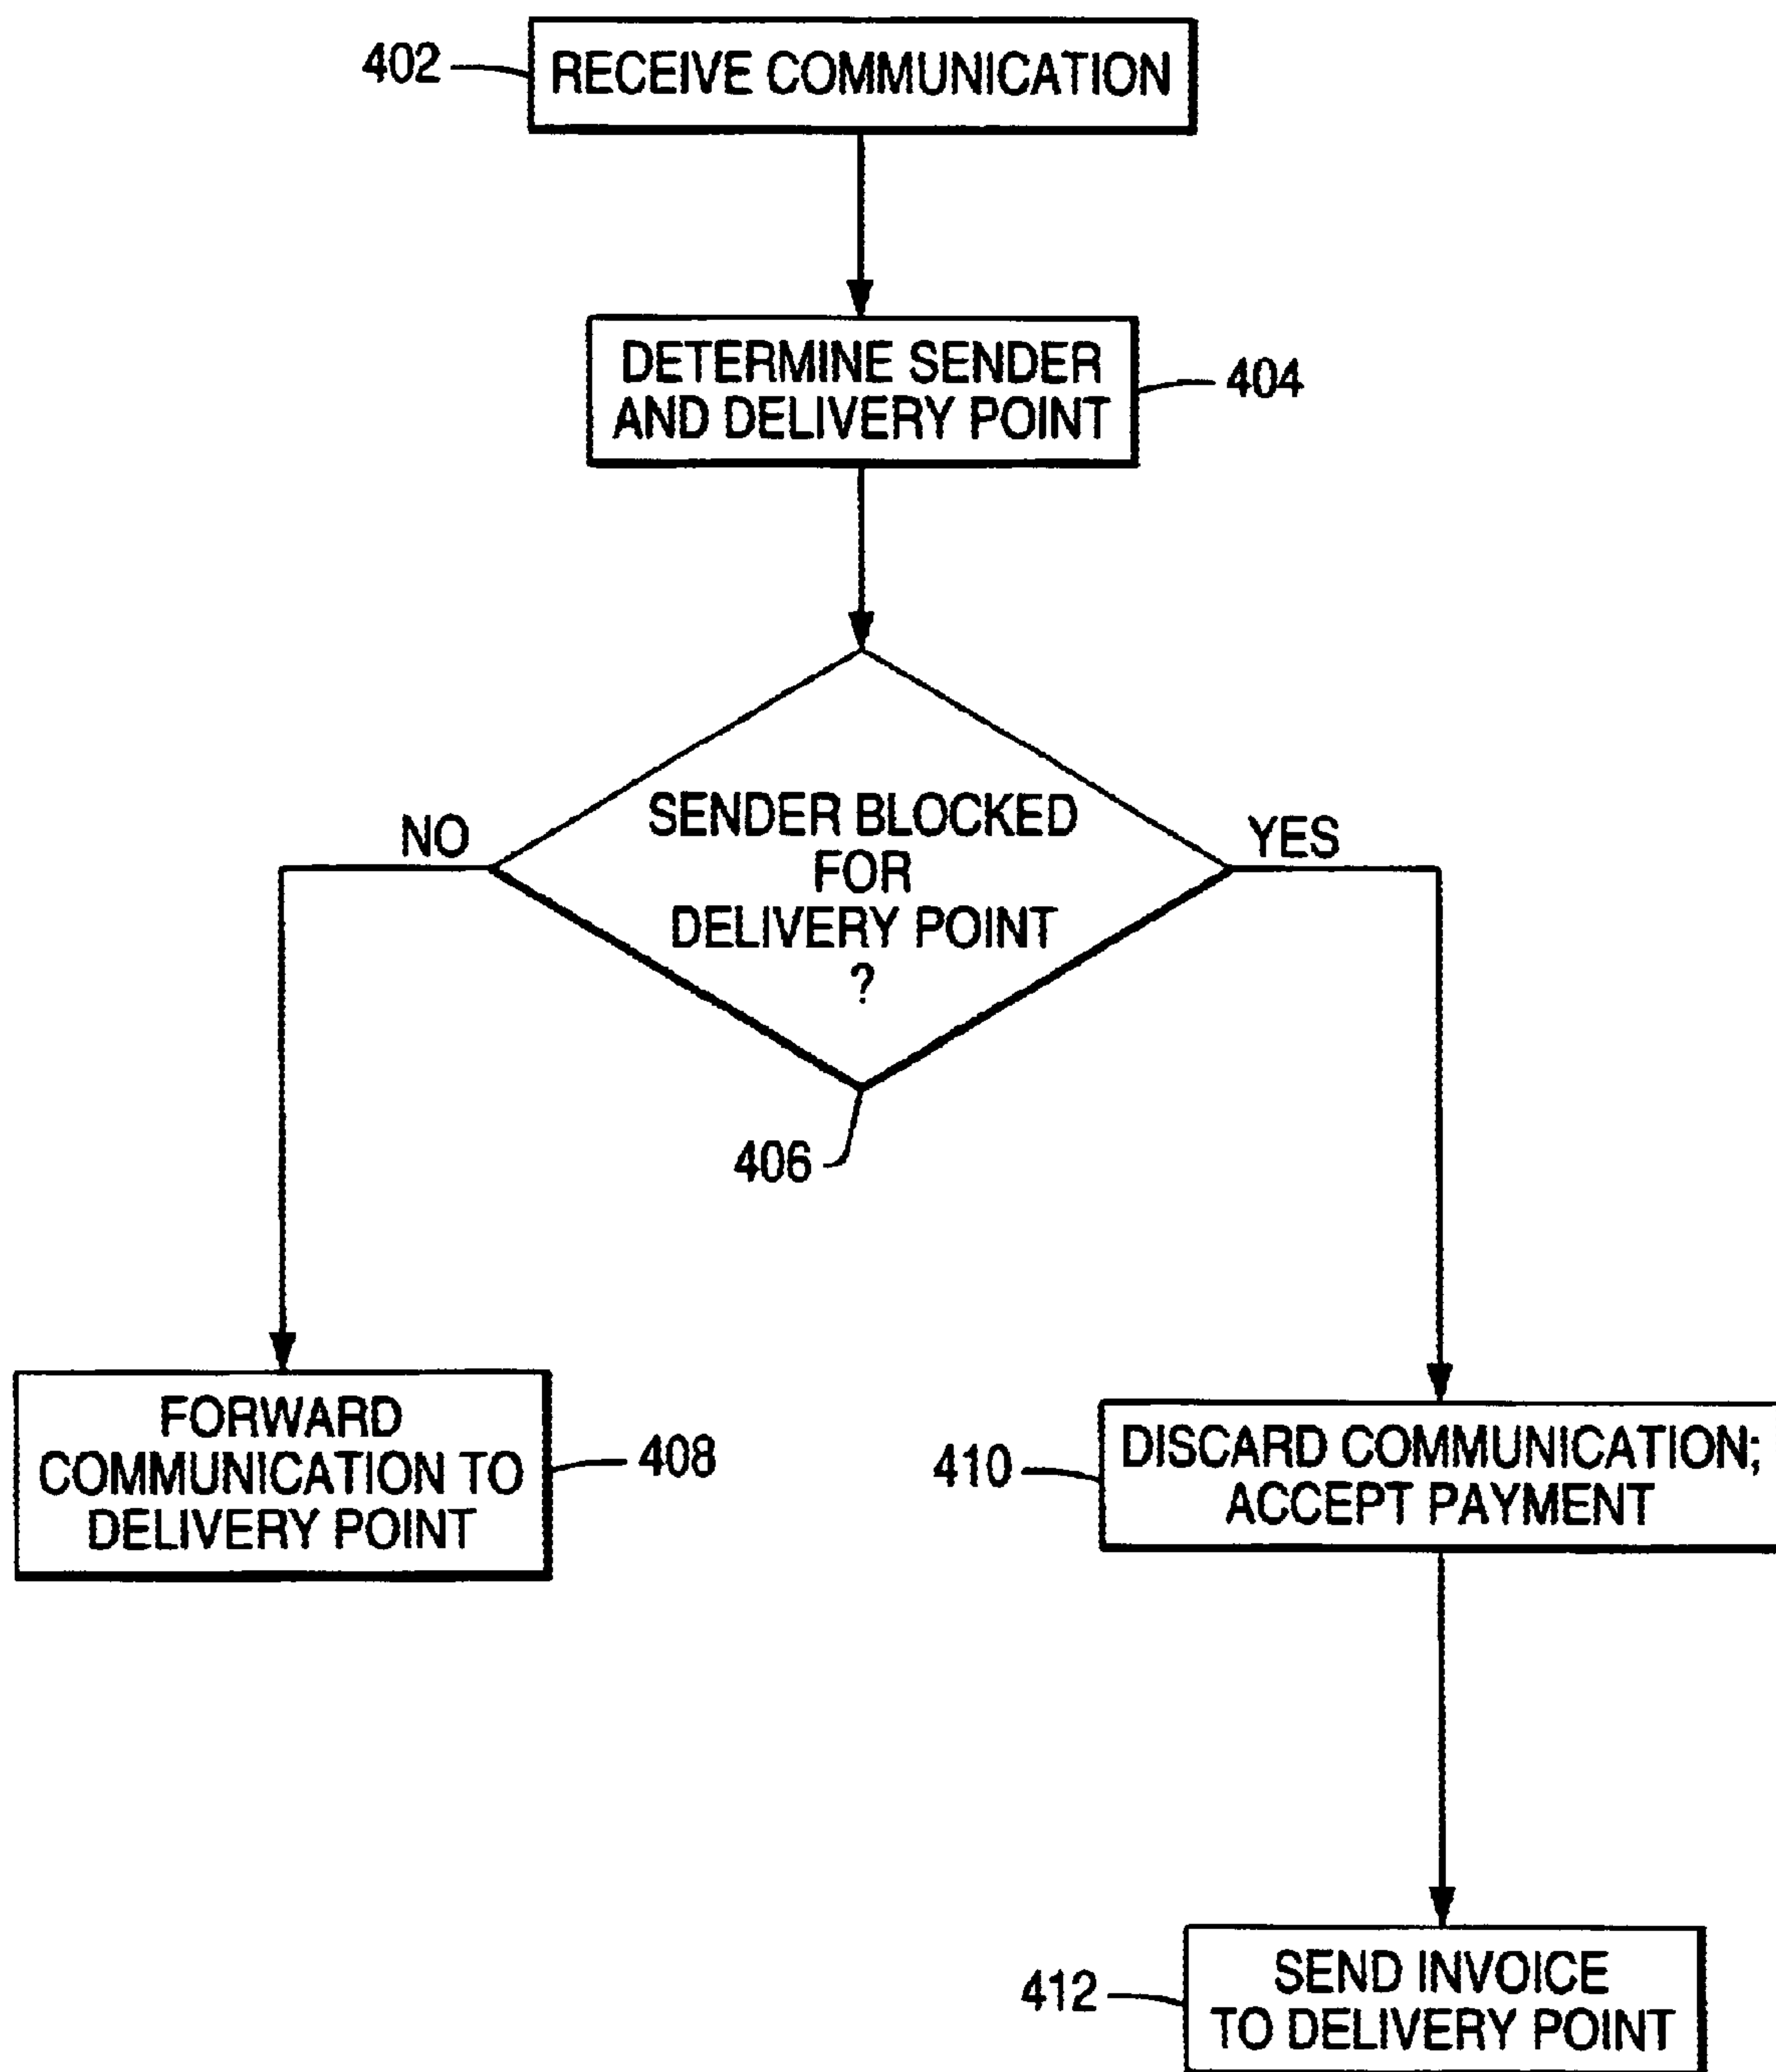 402
RECEIVE COMMUNICATION
DETERMINE SENDER
AND DELIVERY POINT
404
SENDER BLOCKED
FOR
DELIVERY POINT
?
NO
YES
406
FORWARD
COMMUNICATION TO
DELIVERY POINT
408
410
DISCARD COMMUNICATION;
ACCEPT PAYMENT
412
SEND INVOICE
TO DELIVERY POINT